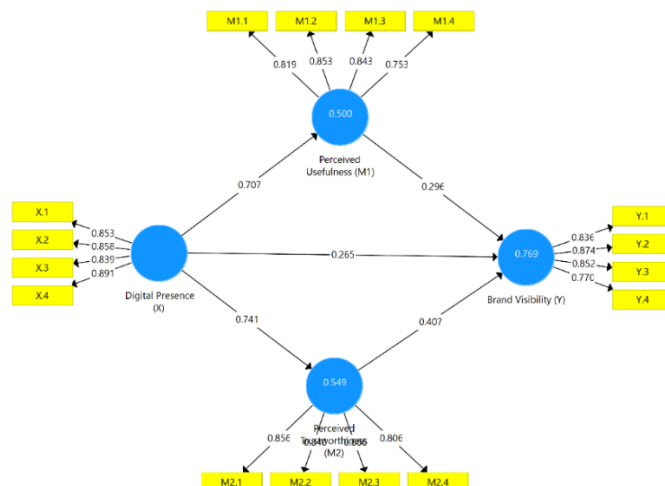 M1.1 M1.2 M1.3 M1.4
0.819 0.853 0.843 0.753
0.500
Perceived
Usefulness (M1)
0.707 0.296
X.1
X.2
X.3
X.4
0.853
0.858
0.839
0.891
Digital Presence
(X)
0.265
0.769
Brand Visibility (Y)
0.836
0.874
0.852
0.770
Y.1
Y.2
Y.3
Y.4
0.741 0.407
0.549
Perceived
Trustworthiness
(M2)
0.856 0.806
M2.1 M2.2 M2.3 M2.4